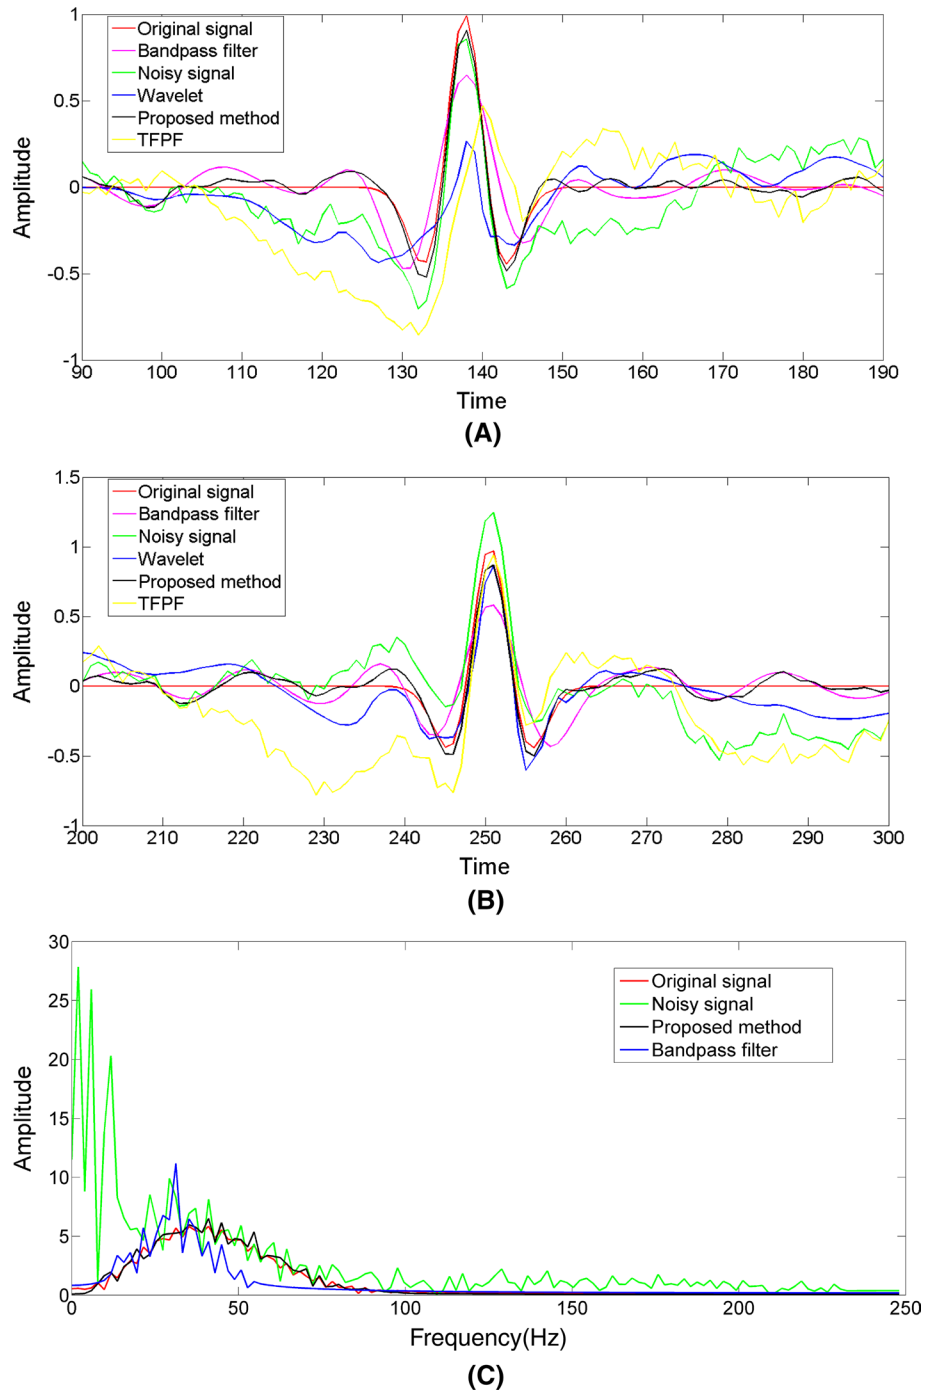 1
0.5
0
-0.5
-1
Amplitude
Original signal
Bandpass filter
Noisy signal
Wavelet
Proposed method
TFPF
90 100 110 120 130 140 150 160 170 180 190
Time
(A)
1.5
1
0.5
0
-0.5
-1
Amplitude
Original signal
Bandpass filter
Noisy signal
Wavelet
Proposed method
TFPF
200 210 220 230 240 250 260 270 280 290 300
Time
(B)
30
25
20
15
10
5
0
Amplitude
Original signal
Noisy signal
Proposed method
Bandpass filter
0 50 100 150 200 250
Frequency(Hz)
(C)